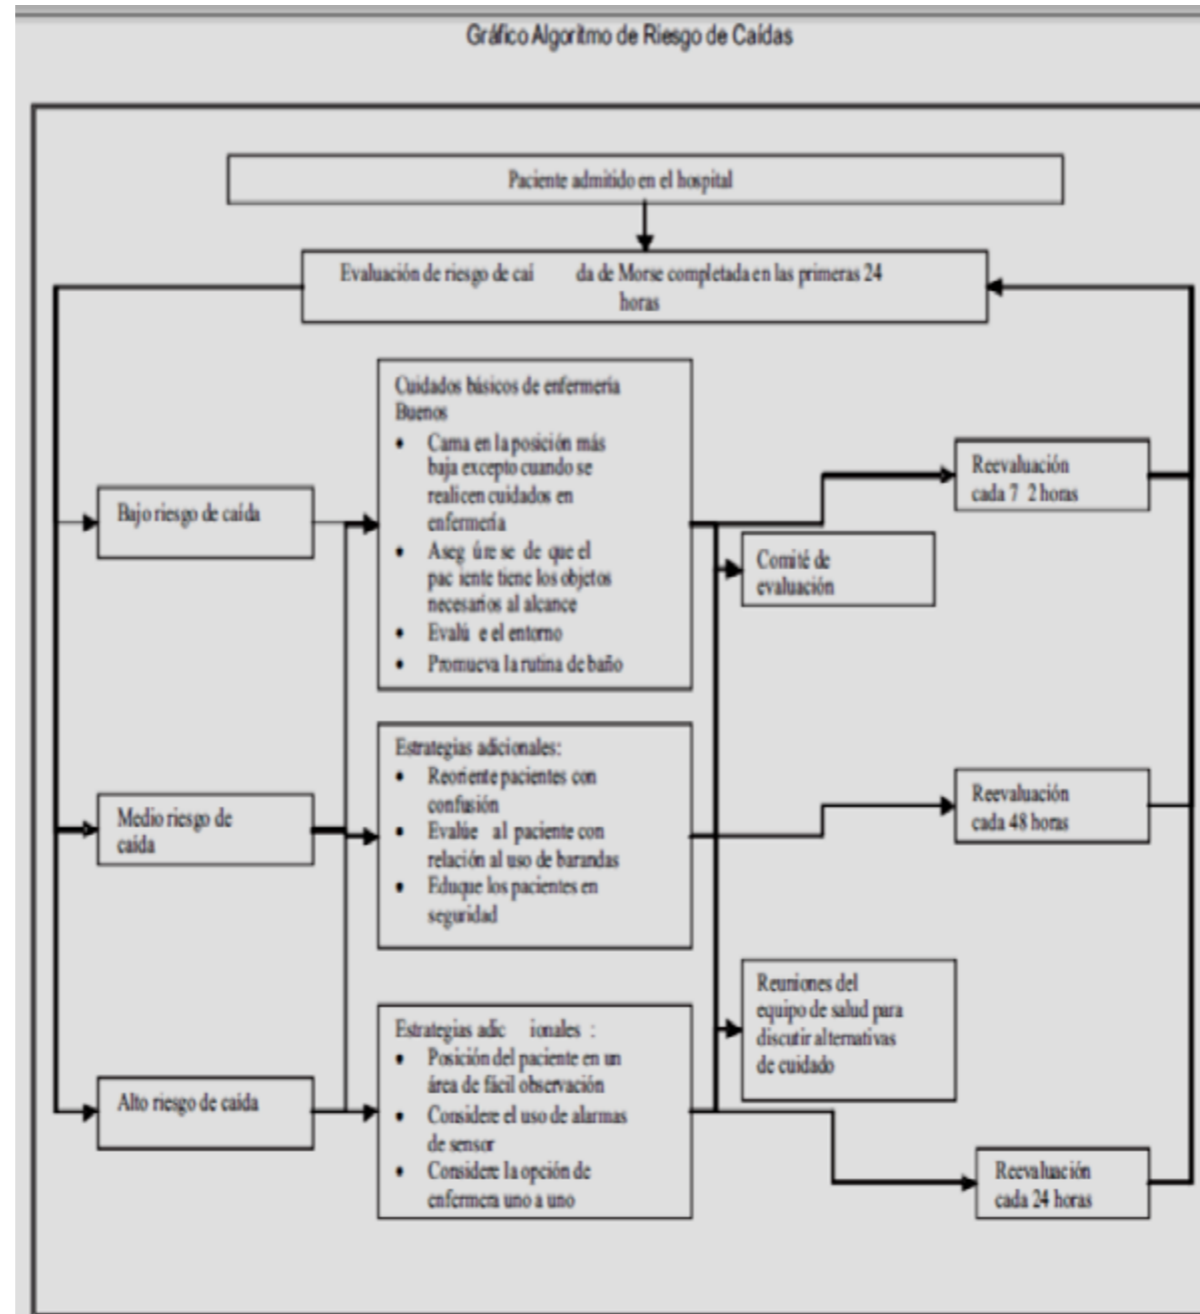 Gráfico Algoritmo de Riesgo de Caídas
Paciente admitido en el hospital
Evaluación de riesgo de caí da de Morse completada en las primeras 24
horas
Cuidados básicos de enfermería
Buenos
• Cama en la posición más
baja excepto cuando se
realicen cuidados en
enfermería
• Aseg úre se de que el
pac iente tiene los objetos
necesarios al alcance
• Evalú e el entorno
• Promueva la rutina de baño
Bajo riesgo de caída
Reevaluación
cada 7 2 horas
Comité de
evaluación
Estrategias adicionales:
• Reoriente pacientes con
confusión
• Evalúe al paciente con
relación al uso de barandas
• Eduque los pacientes en
seguridad
Medio riesgo de
caída
Reevaluación
cada 48 horas
Reuniones del
equipo de salud para
discutir alternativas
de cuidado
Estrategias adic ionales :
• Posición del paciente en un
área de fácil observación
• Considere el uso de alarmas
de sensor
• Considere la opción de
enfermera uno a uno
Alto riesgo de caída
Reevaluación
cada 24 horas